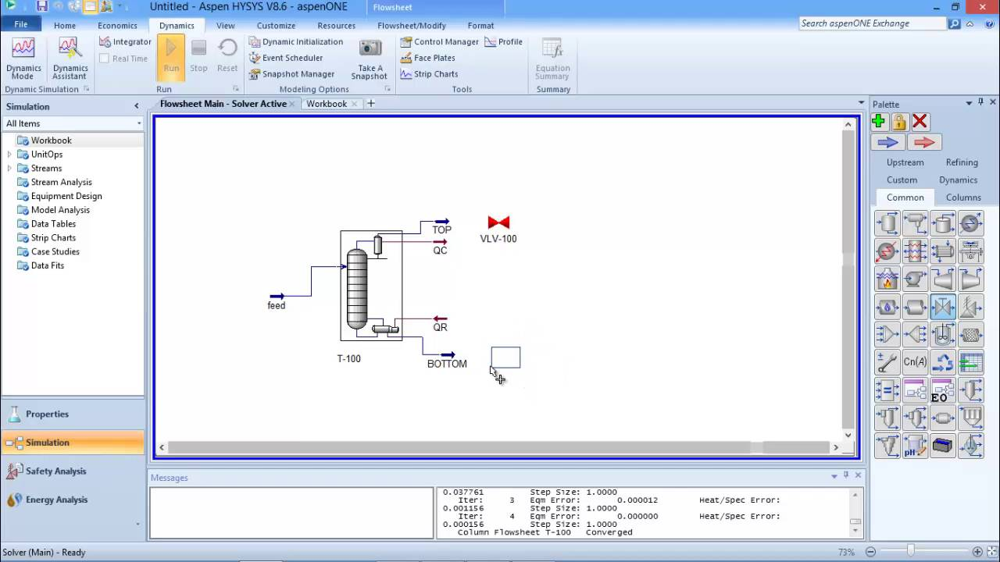 Untitled - Aspen HYSYS V8.6 - aspenONE
Flowsheet
File
Home
Economics
Dynamics
View
Customize
Resources
Flowsheet/Modify
Format
Search aspenONE Exchange
Dynamics Mode
Dynamics Assistant
Dynamic Simulation
Integrator
Real Time
Run
Stop
Reset
Run
Dynamic Initialization
Event Scheduler
Snapshot Manager
Take A Snapshot
Modeling Options
Control Manager
Profile
Face Plates
Strip Charts
Tools
Equation Summary
Summary
Simulation
All Items
Workbook
UnitOps
Streams
Stream Analysis
Equipment Design
Model Analysis
Data Tables
Strip Charts
Case Studies
Data Fits
Properties
Simulation
Safety Analysis
Energy Analysis
Flowsheet Main - Solver Active
Workbook
TOP
VLV-100
QC
feed
QR
T-100
BOTTOM
Messages
0.037761 Step Size: 1.0000
Iter: 3 Eqm Error: 0.000012 Heat/Spec Error:
0.001156 Step Size: 1.0000
Iter: 4 Eqm Error: 0.000000 Heat/Spec Error:
0.000156 Step Size: 1.0000
Column Flowsheet T-100 Converged
Palette
Upstream
Refining
Custom
Dynamics
Common
Columns
Cn(A)
EO
pH
Solver (Main) - Ready
73%